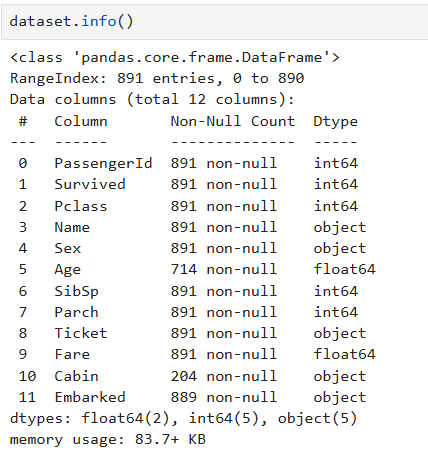 dataset.info()
<class 'pandas.core.frame.DataFrame'>
RangeIndex: 891 entries, 0 to 890
Data columns (total 12 columns):
 #   Column       Non-Null Count  Dtype
---  ------       --------------  -----
 0   PassengerId  891 non-null    int64
 1   Survived     891 non-null    int64
 2   Pclass       891 non-null    int64
 3   Name         891 non-null    object
 4   Sex          891 non-null    object
 5   Age          714 non-null    float64
 6   SibSp        891 non-null    int64
 7   Parch        891 non-null    int64
 8   Ticket       891 non-null    object
 9   Fare         891 non-null    float64
 10  Cabin        204 non-null    object
 11  Embarked     889 non-null    object
dtypes: float64(2), int64(5), object(5)
memory usage: 83.7+ KB